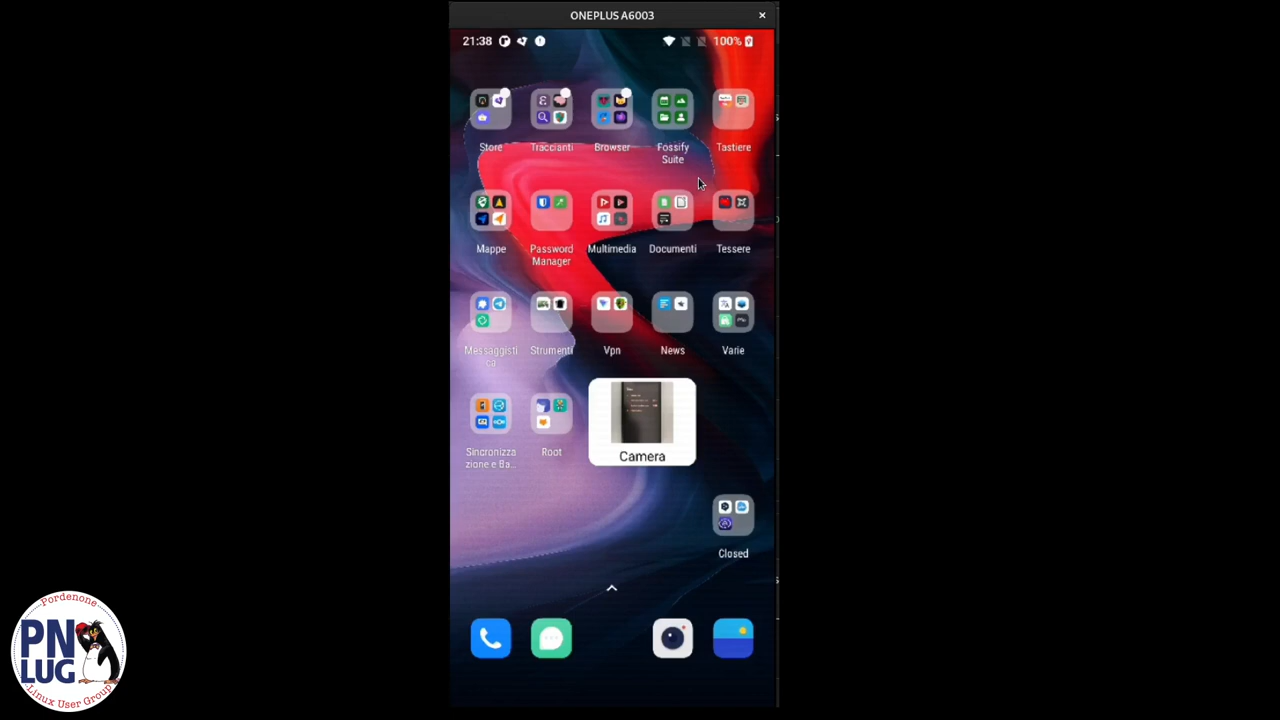 ONEPLUS A6003
21:38
100%
Store
Traccianti
Browser
Fossify
Suite
Tastiere
Mappe
Password
Manager
Multimedia
Documenti
Tessere
Messaggisti
ca
Strumenti
Vpn
News
Varie
Sincronizza
zione e Ba...
Root
Camera
Closed
Pordenone
PN
LUG
Linux User Group